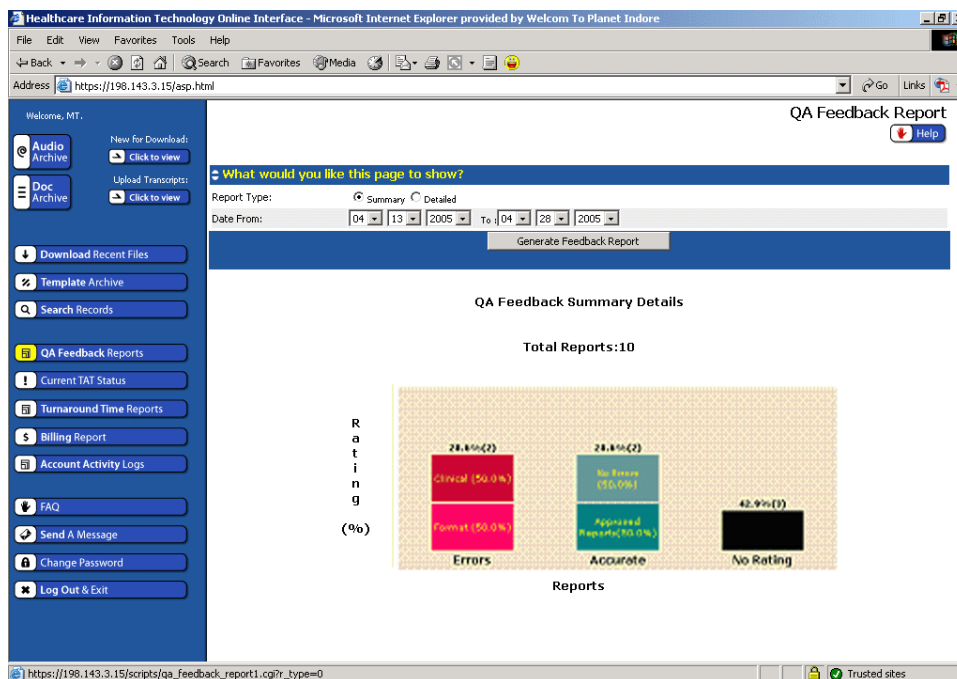 Healthcare Information Technology Online Interface - Microsoft Internet Explorer provided by Welcom To Planet Indore
File Edit View Favorites Tools Help
Back Search Favorites Media
Address https://198.143.3.15/asp.html Go Links
Welcome, MT.
QA Feedback Report
Help
Audio Archive
New for Download:
Click to view
Doc Archive
Upload Transcripts:
Click to view
What would you like this page to show?
Report Type: Summary Detailed
Date From: 04 13 2005 To : 04 28 2005
Generate Feedback Report
Download Recent Files
Template Archive
Search Records
QA Feedback Reports
Current TAT Status
Turnaround Time Reports
Billing Report
Account Activity Logs
FAQ
Send A Message
Change Password
Log Out & Exit
QA Feedback Summary Details
Total Reports:10
Rating
(%)
28.6%(2)
Clinical (50.0%)
Format (50.0%)
Errors
28.6%(2)
No Errors (50.0%)
Approved Reports(50.0%)
Accurate
42.9%(3)
No Rating
Reports
https://198.143.3.15/scripts/qa_feedback_report1.cgi?r_type=0
Trusted sites